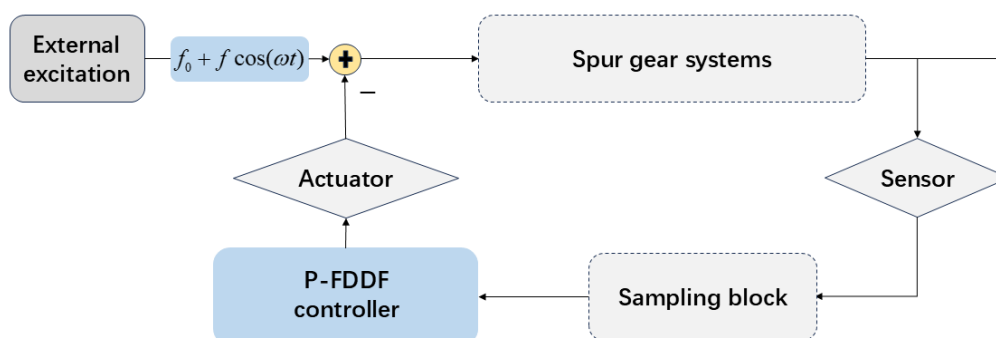 External
excitation
f₀ + f cos(ωt)
+
Spur gear systems
−
Actuator
Sensor
P-FDDF
controller
Sampling block